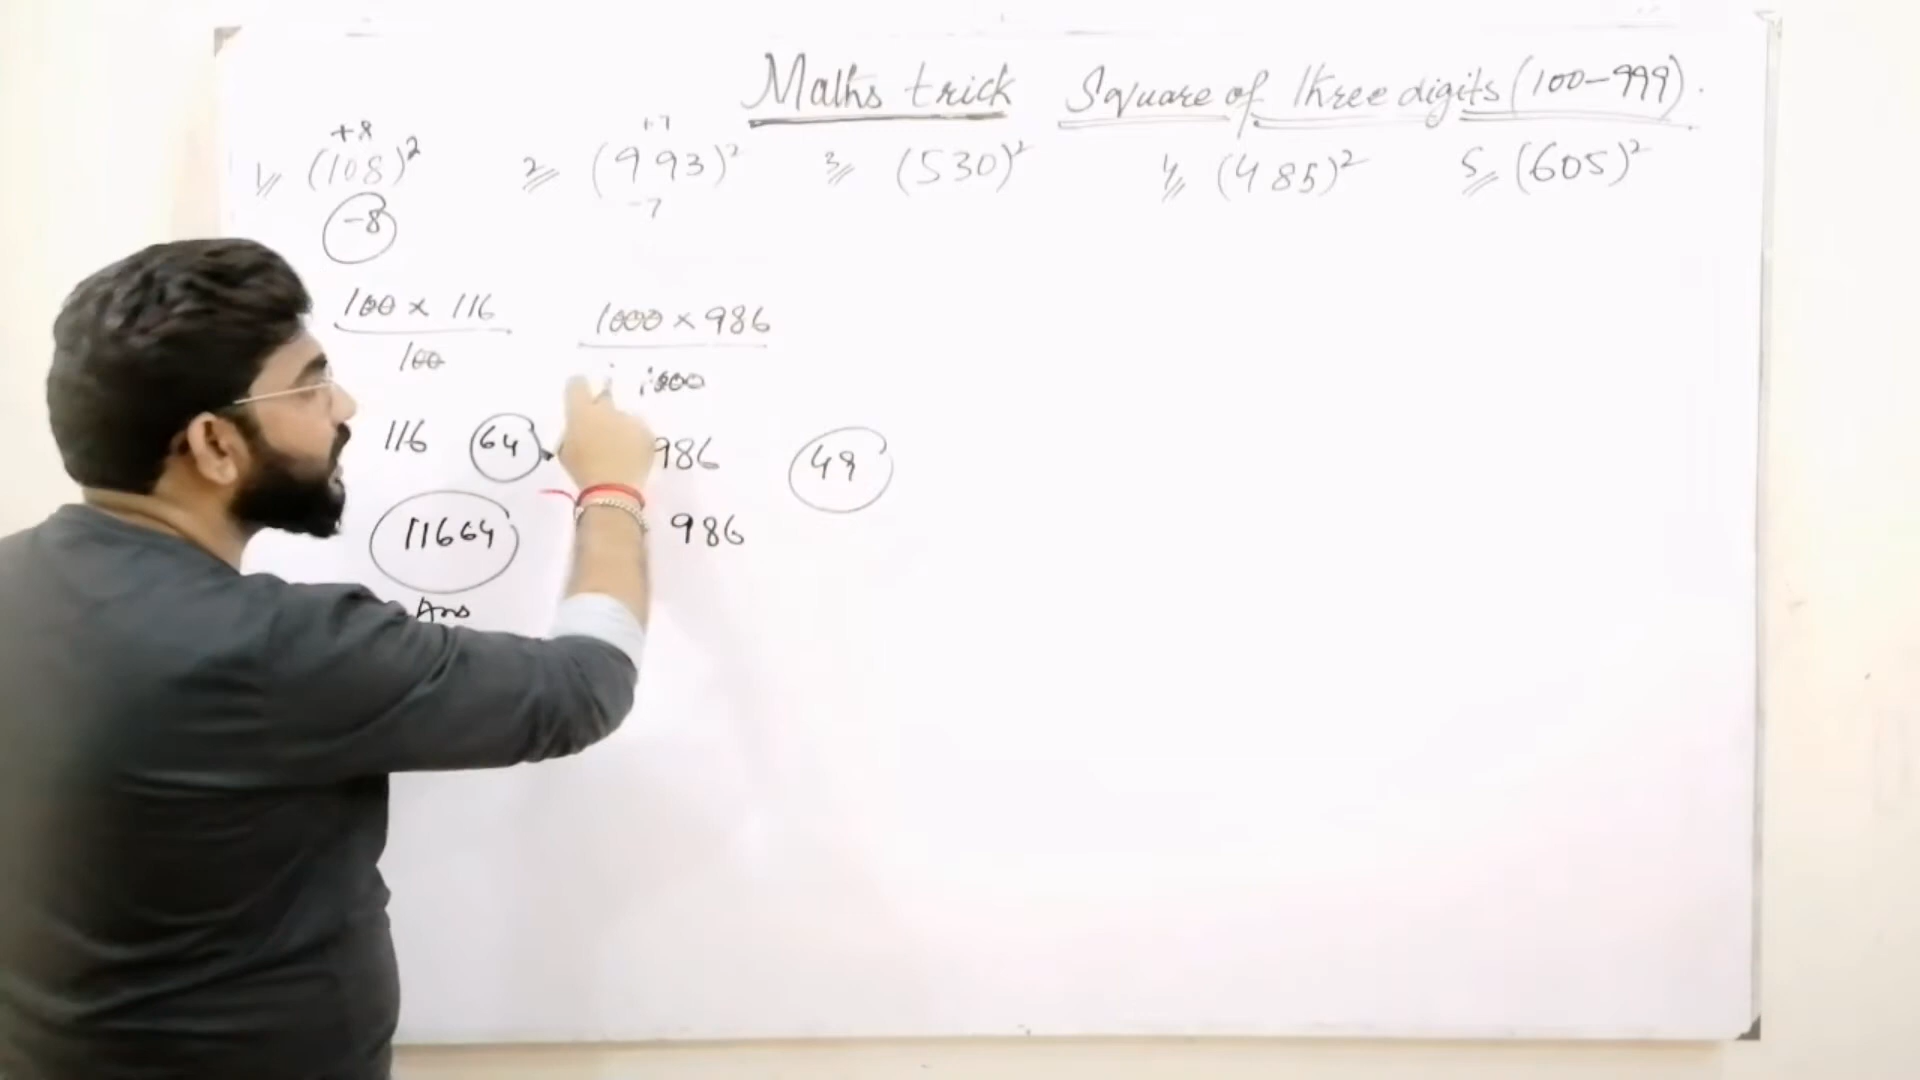 Maths trick Square of three digits (100-999).
+8 +7
1 (108)² 2 (993)² 3 (530)² 4 (485)² 5 (605)²
-8 -7
100 × 116 1000 × 986
100 1000
116 64 986 49
11664 986
Ans